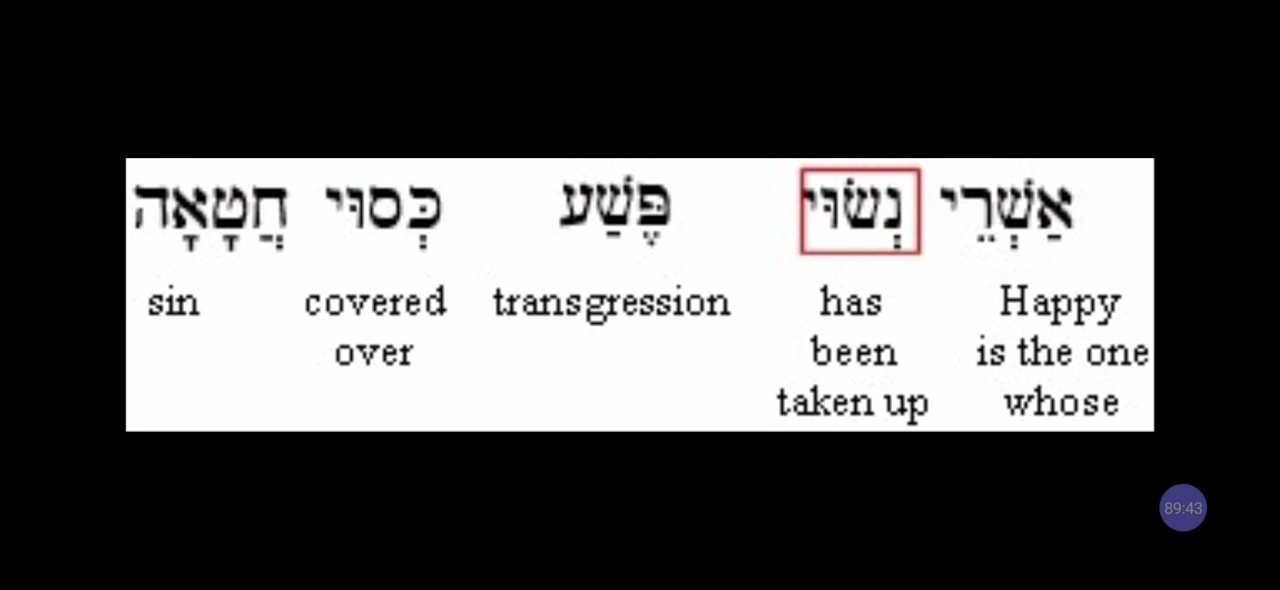 אַשְׁרֵי נְשׂוּי פֶּשַׁע כְּסוּי חֲטָאָה
sin covered transgression has Happy
over been is the one
taken up whose
89:43